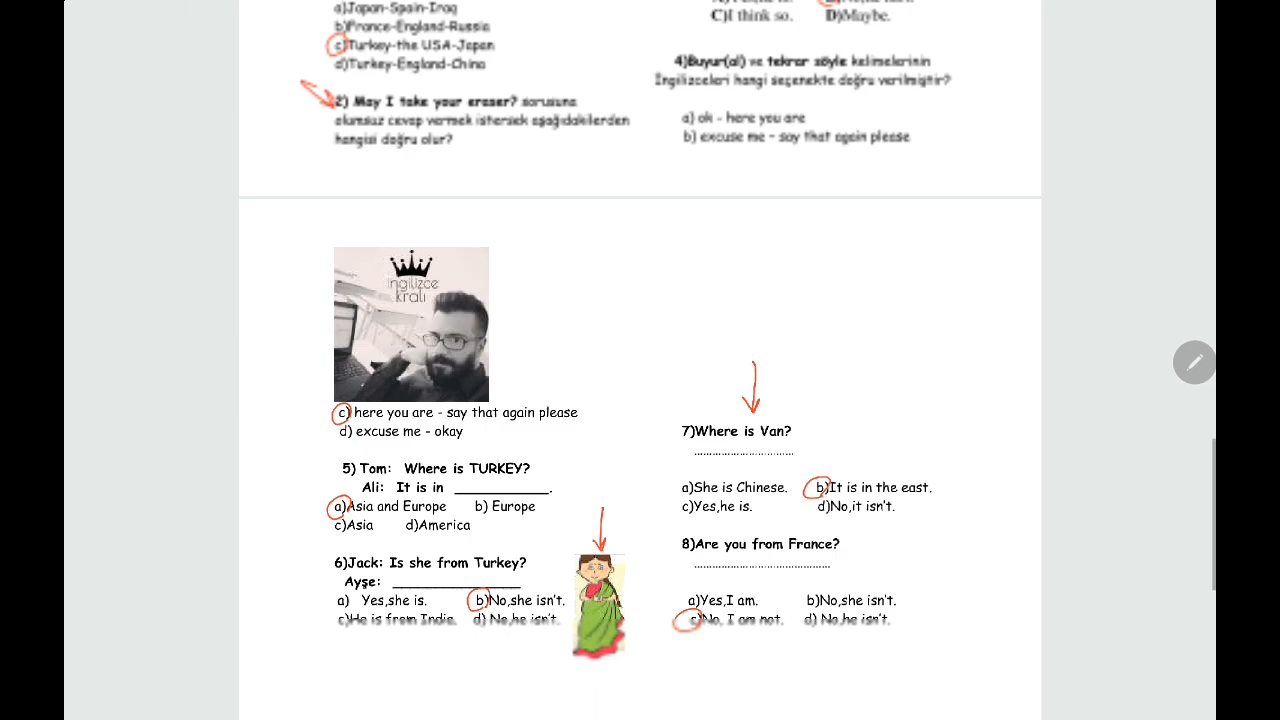 a)Japan-Spain-Iraq
b)France-England-Russia
c)Turkey-the USA-Japan
d)Turkey-England-China
2) May I take your eraser? sorusuna
olumsuz cevap vermek istersek aşağıdakilerden
hangisi doğru olur?
C)I think so. D)Maybe.
4)Buyur(al) ve tekrar söyle kelimelerinin
İngilizceleri hangi seçenekte doğru verilmiştir?
a) ok - here you are
b) excuse me - say that again please
ingilizce
kralı
c) here you are - say that again please
d) excuse me - okay
5) Tom: Where is TURKEY?
Ali: It is in ____________.
a)Asia and Europe b) Europe
c)Asia d)America
6)Jack: Is she from Turkey?
Ayşe: ________________
a) Yes,she is. b)No,she isn't.
c)He is from India. d) No,he isn't.
7)Where is Van?
.................................
a)She is Chinese. b)It is in the east.
c)Yes,he is. d)No,it isn't.
8)Are you from France?
.............................................
a)Yes,I am. b)No,she isn't.
c)No, I am not. d) No,he isn't.